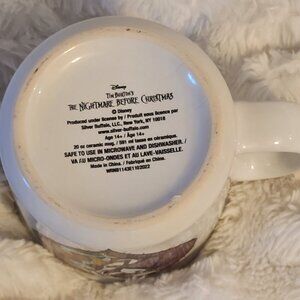 Disney
Tim Burton's
THE NIGHTMARE BEFORE CHRISTMAS
© Disney
Produced under license by / Produit sous licence par
Silver Buffalo, LLC., New York, NY 10018
www.silver-buffalo.com
Age 14+ / Âge 14+
20 oz ceramic mug. / 591 ml tasse en céramique.
SAFE TO USE IN MICROWAVE AND DISHWASHER. /
VA AU MICRO-ONDES ET AU LAVE-VAISSELLE.
Made in China. / Fabriqué en Chine.